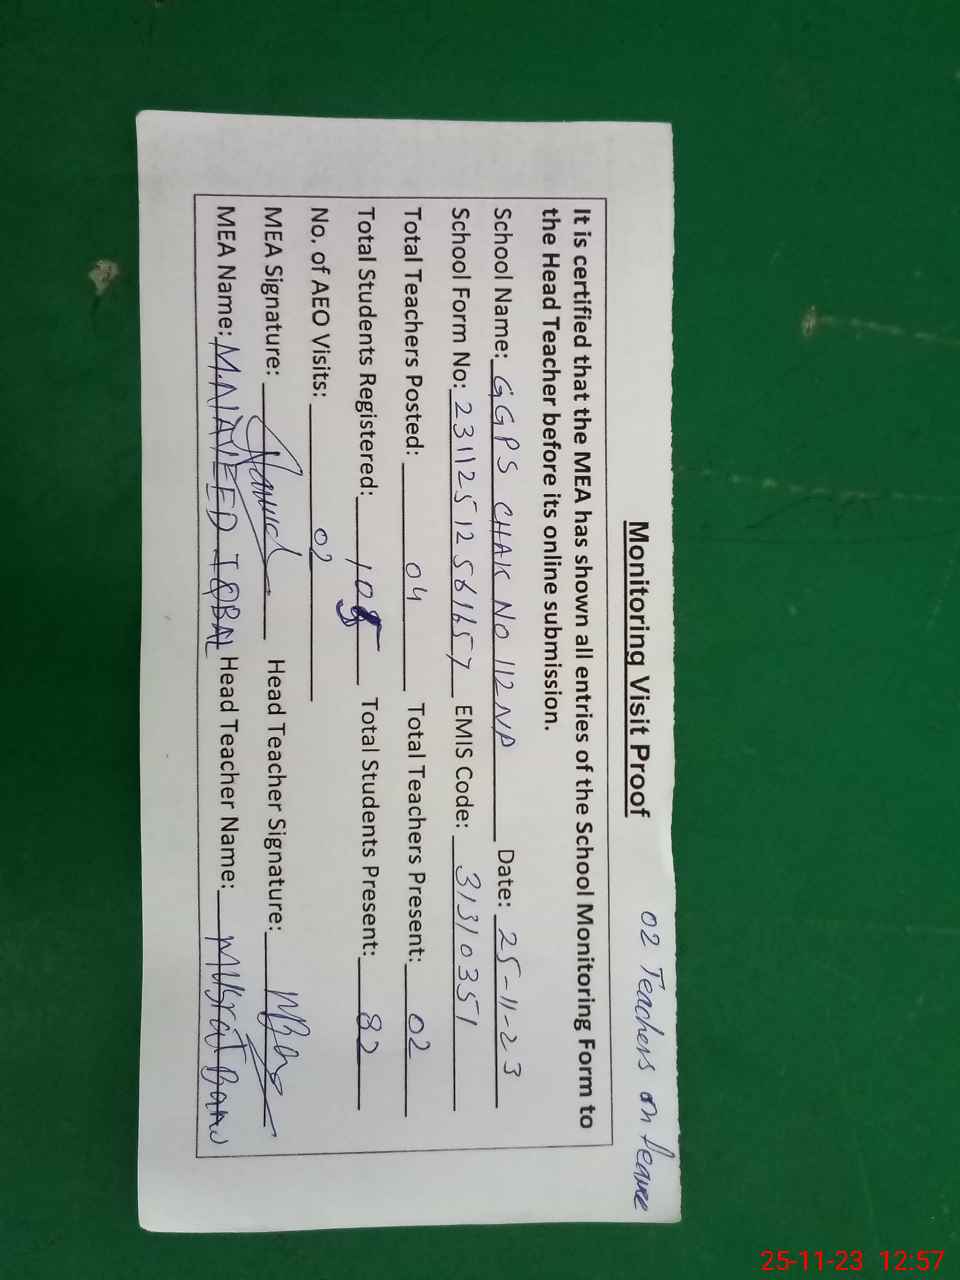 Monitoring Visit Proof
02 Teachers on leave
It is certified that the MEA has shown all entries of the School Monitoring Form to
the Head Teacher before its online submission.
School Name: GGPS CHAK NO 112 NP Date: 25-11-23
School Form No: 23112512561657 EMIS Code: 31310351
Total Teachers Posted: 04 Total Teachers Present: 02
Total Students Registered: 108 Total Students Present: 82
No. of AEO Visits: 02
MEA Signature: Head Teacher Signature:
MEA Name: M.NAVEED IQBAL Head Teacher Name: Musrat Bano
25-11-23 12:57